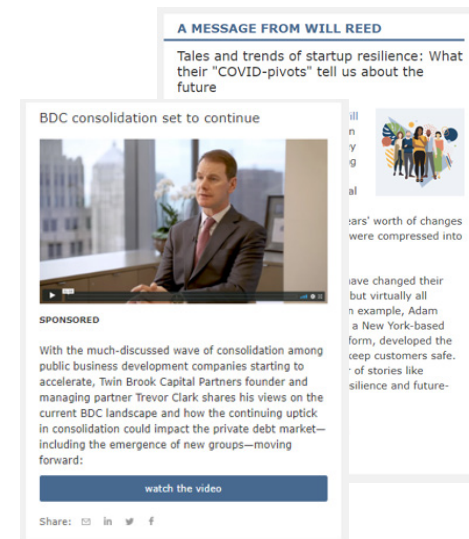 A MESSAGE FROM WILL REED
Tales and trends of startup resilience: What
their "COVID-pivots" tell us about the
future
ears' worth of changes
were compressed into
have changed their
but virtually all
n example, Adam
a New York-based
form, developed the
keep customers safe.
r of stories like
silience and future-
BDC consolidation set to continue
SPONSORED
With the much-discussed wave of consolidation among
public business development companies starting to
accelerate, Twin Brook Capital Partners founder and
managing partner Trevor Clark shares his views on the
current BDC landscape and how the continuing uptick
in consolidation could impact the private debt market—
including the emergence of new groups—moving
forward:
watch the video
Share: